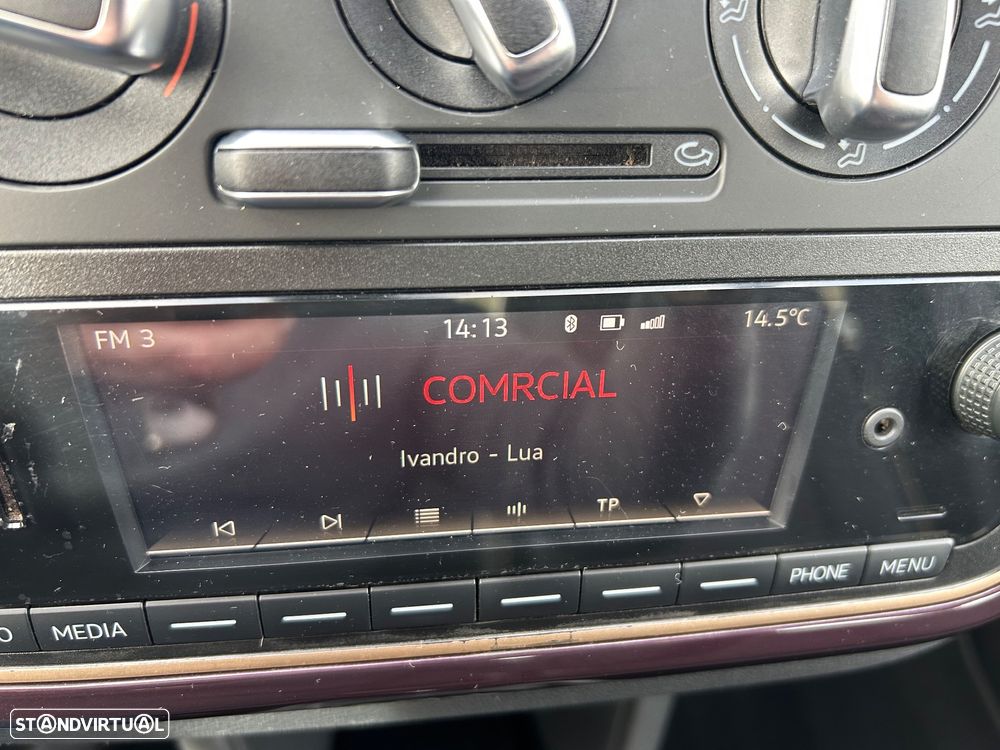 FM 3 14:13 14.5°C
COMRCIAL
Ivandro - Lua
TP
PHONE MENU
MEDIA
STANDVIRTUAL